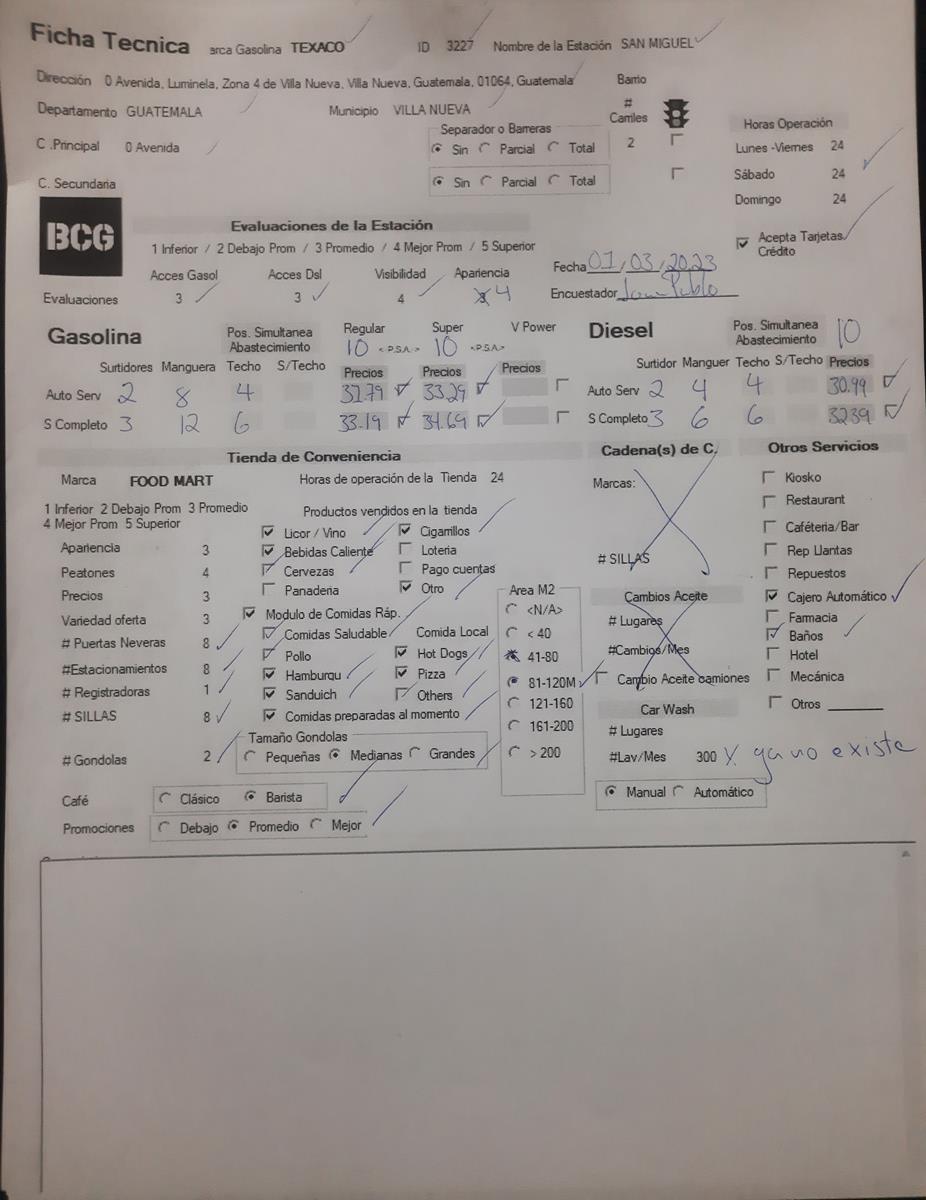 Ficha Tecnica arca Gasolina TEXACO ID 3227 Nombre de la Estación SAN MIGUEL
Dirección 0 Avenida, Luminela, Zona 4 de Villa Nueva, Villa Nueva, Guatemala, 01064, Guatemala Barrio
Departamento GUATEMALA Municipio VILLA NUEVA # Carriles
Separador o Barreras Horas Operación
C .Principal 0 Avenida Sin Parcial Total 2 Lunes -Viernes 24
C. Secundaria Sin Parcial Total Sábado 24
Domingo 24
BCG
Evaluaciones de la Estación
1 Inferior / 2 Debajo Prom / 3 Promedio / 4 Mejor Prom / 5 Superior
Acepta Tarjetas Crédito
Acces Gasol Acces Dsl Visibilidad Apariencia Fecha 01/03/2023
Evaluaciones 3 3 4 4 Encuestador Juan Pablo
Gasolina Pos. Simultanea Abastecimiento Regular Super V Power Diesel Pos. Simultanea Abastecimiento 10
10 <P.S.A> 10 <P.S.A>
Surtidores Manguera Techo S/Techo Precios Precios Precios Surtidor Manguer Techo S/Techo Precios
Auto Serv 2 8 4 32.79 33.29 Auto Serv 2 4 4 30.99
S Completo 3 12 6 33.19 34.69 S Completo 3 6 6 3239
Tienda de Conveniencia Cadena(s) de C. Otros Servicios
Marca FOOD MART Horas de operación de la Tienda 24 Marcas: Kiosko
1 Inferior 2 Debajo Prom 3 Promedio
4 Mejor Prom 5 Superior
Productos vendidos en la tienda Restaurant
Licor / Vino Cigarrillos Caféteria/Bar
Apariencia 3 Bebidas Caliente Loteria # SILLAS Rep Llantas
Peatones 4 Cervezas Pago cuentas Repuestos
Precios 3 Panaderia Otro Area M2 Cambios Aceite Cajero Automático
Variedad oferta 3 Modulo de Comidas Ráp. <N/A> # Lugares Farmacia
# Puertas Neveras 8 Comidas Saludable Comida Local < 40 Baños
#Estacionamientos 8 Pollo Hot Dogs 41-80 #Cambios/Mes Hotel
# Registradoras 1 Hamburgu Pizza 81-120M Cambio Aceite camiones Mecánica
# SILLAS 8 Sanduich Others 121-160 Car Wash Otros
Comidas preparadas al momento 161-200 # Lugares
Tamaño Gondolas
# Gondolas 2 Pequeñas Medianas Grandes > 200 #Lav/Mes 300 X ya no existe
Café Clásico Barista Manual Automático
Promociones Debajo Promedio Mejor